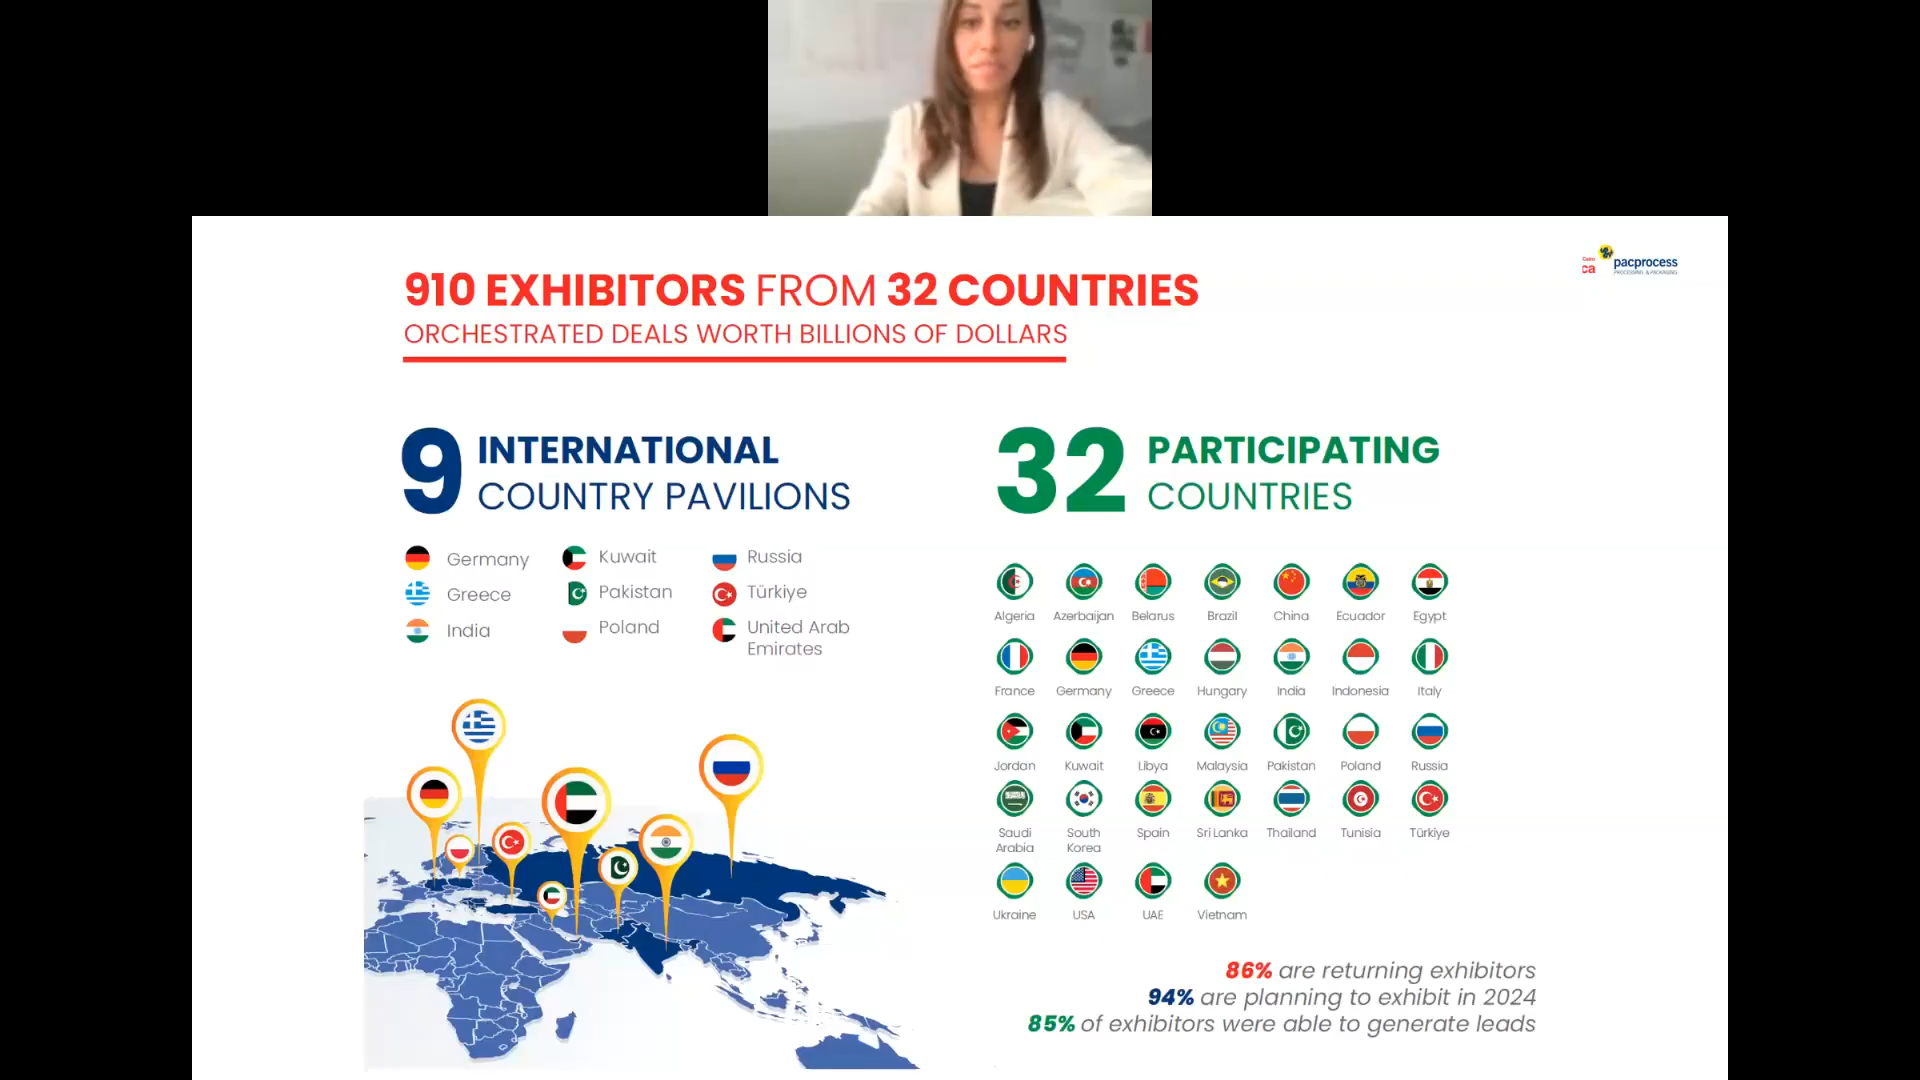 Cairo
ca
pacprocess
PROCESSING & PACKAGING
910 EXHIBITORS FROM 32 COUNTRIES
ORCHESTRATED DEALS WORTH BILLIONS OF DOLLARS
9 INTERNATIONAL
COUNTRY PAVILIONS
Germany
Kuwait
Russia
Greece
Pakistan
Türkiye
India
Poland
United Arab
Emirates
32 PARTICIPATING
COUNTRIES
Algeria Azerbaijan Belarus Brazil China Ecuador Egypt
France Germany Greece Hungary India Indonesia Italy
Jordan Kuwait Libya Malaysia Pakistan Poland Russia
Saudi Arabia South Korea Spain Sri Lanka Thailand Tunisia Türkiye
Ukraine USA UAE Vietnam
86% are returning exhibitors
94% are planning to exhibit in 2024
85% of exhibitors were able to generate leads